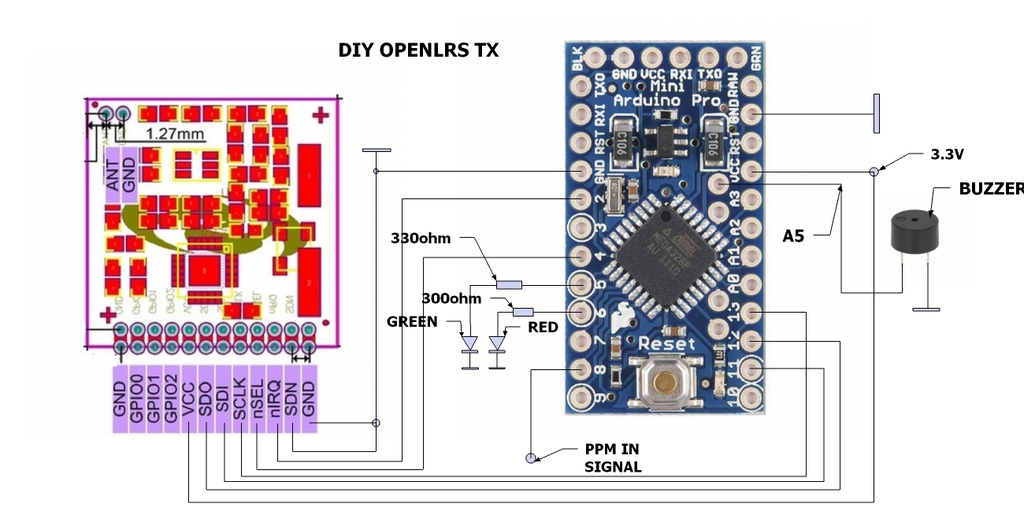 DIY OPENLRS TX
1.27mm
ANT
GND
GND
GPIO0
GPIO1
GPIO2
VCC
SDO
SDI
SCLK
nSEL
nIRQ
SDN
GND
330ohm
300ohm
GREEN
RED
BLK
GND VCC RXI TXO
GRN
Mini
Arduino Pro
TXO
RXI
RST
GND
2
3
4
5
6
7
8
9
RAW
GND
RST
VCC
A3
A2
A1
A0
13
12
11
10
Reset
PPM IN
SIGNAL
3.3V
BUZZER
A5